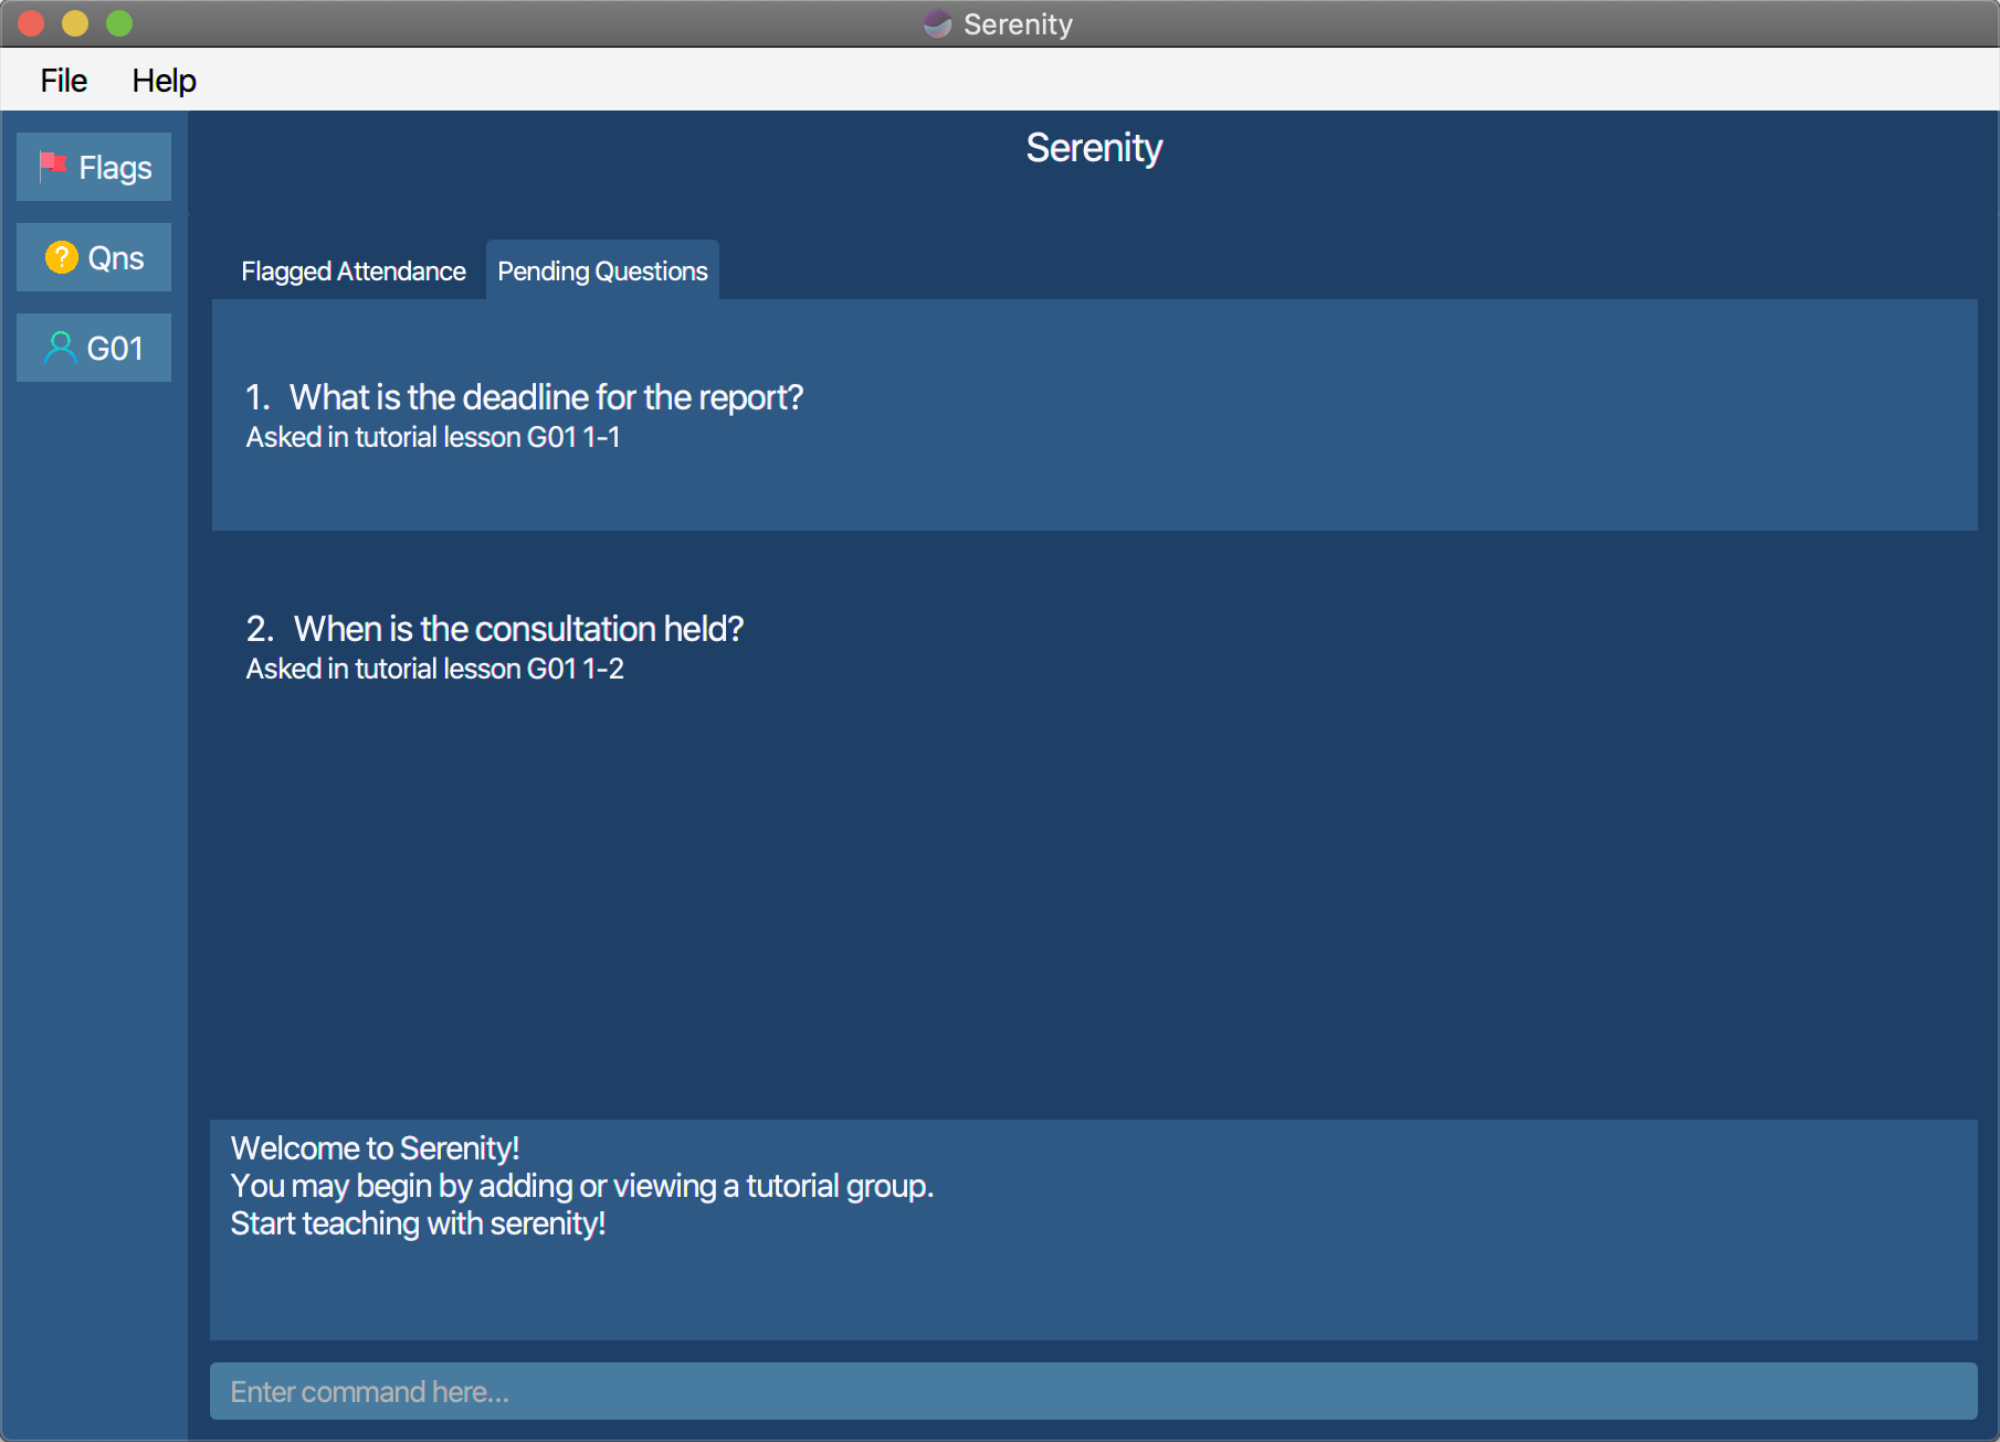 Serenity
File Help
Flags
Qns
G01
Serenity
Flagged Attendance Pending Questions
1. What is the deadline for the report?
Asked in tutorial lesson G01 1-1
2. When is the consultation held?
Asked in tutorial lesson G01 1-2
Welcome to Serenity!
You may begin by adding or viewing a tutorial group.
Start teaching with serenity!
Enter command here...